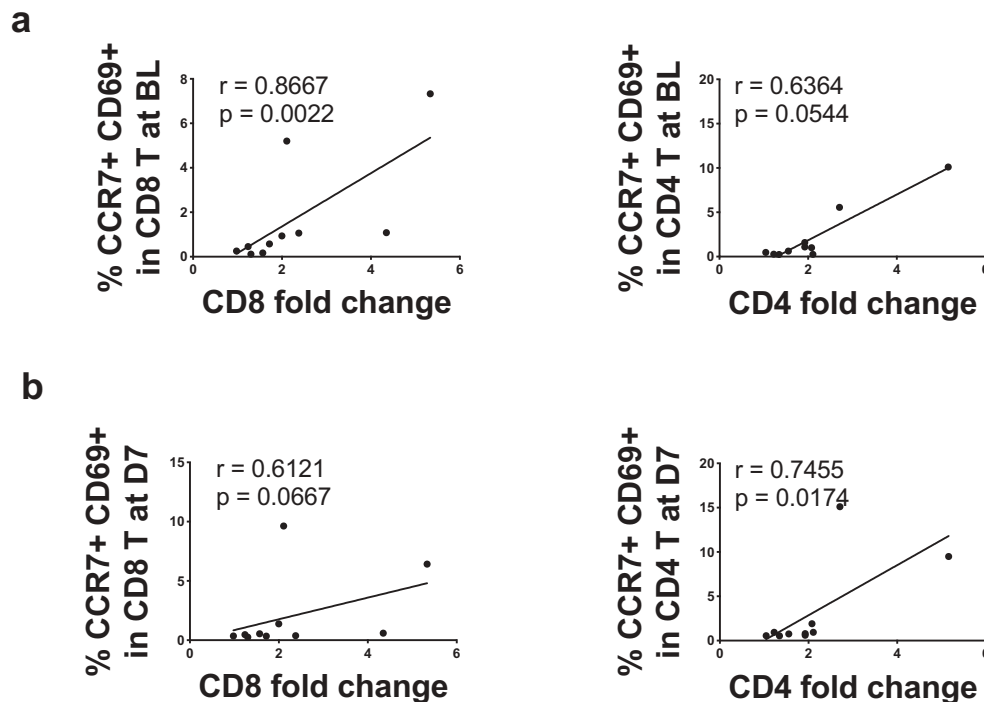 a
% CCR7+ CD69+
in CD8 T at BL
r = 0.8667
p = 0.0022
8
6
4
2
0
0 2 4 6
CD8 fold change
% CCR7+ CD69+
in CD4 T at BL
r = 0.6364
p = 0.0544
20
15
10
5
0
0 2 4 6
CD4 fold change
b
% CCR7+ CD69+
in CD8 T at D7
r = 0.6121
p = 0.0667
15
10
5
0
0 2 4 6
CD8 fold change
% CCR7+ CD69+
in CD4 T at D7
r = 0.7455
p = 0.0174
20
15
10
5
0
0 2 4 6
CD4 fold change